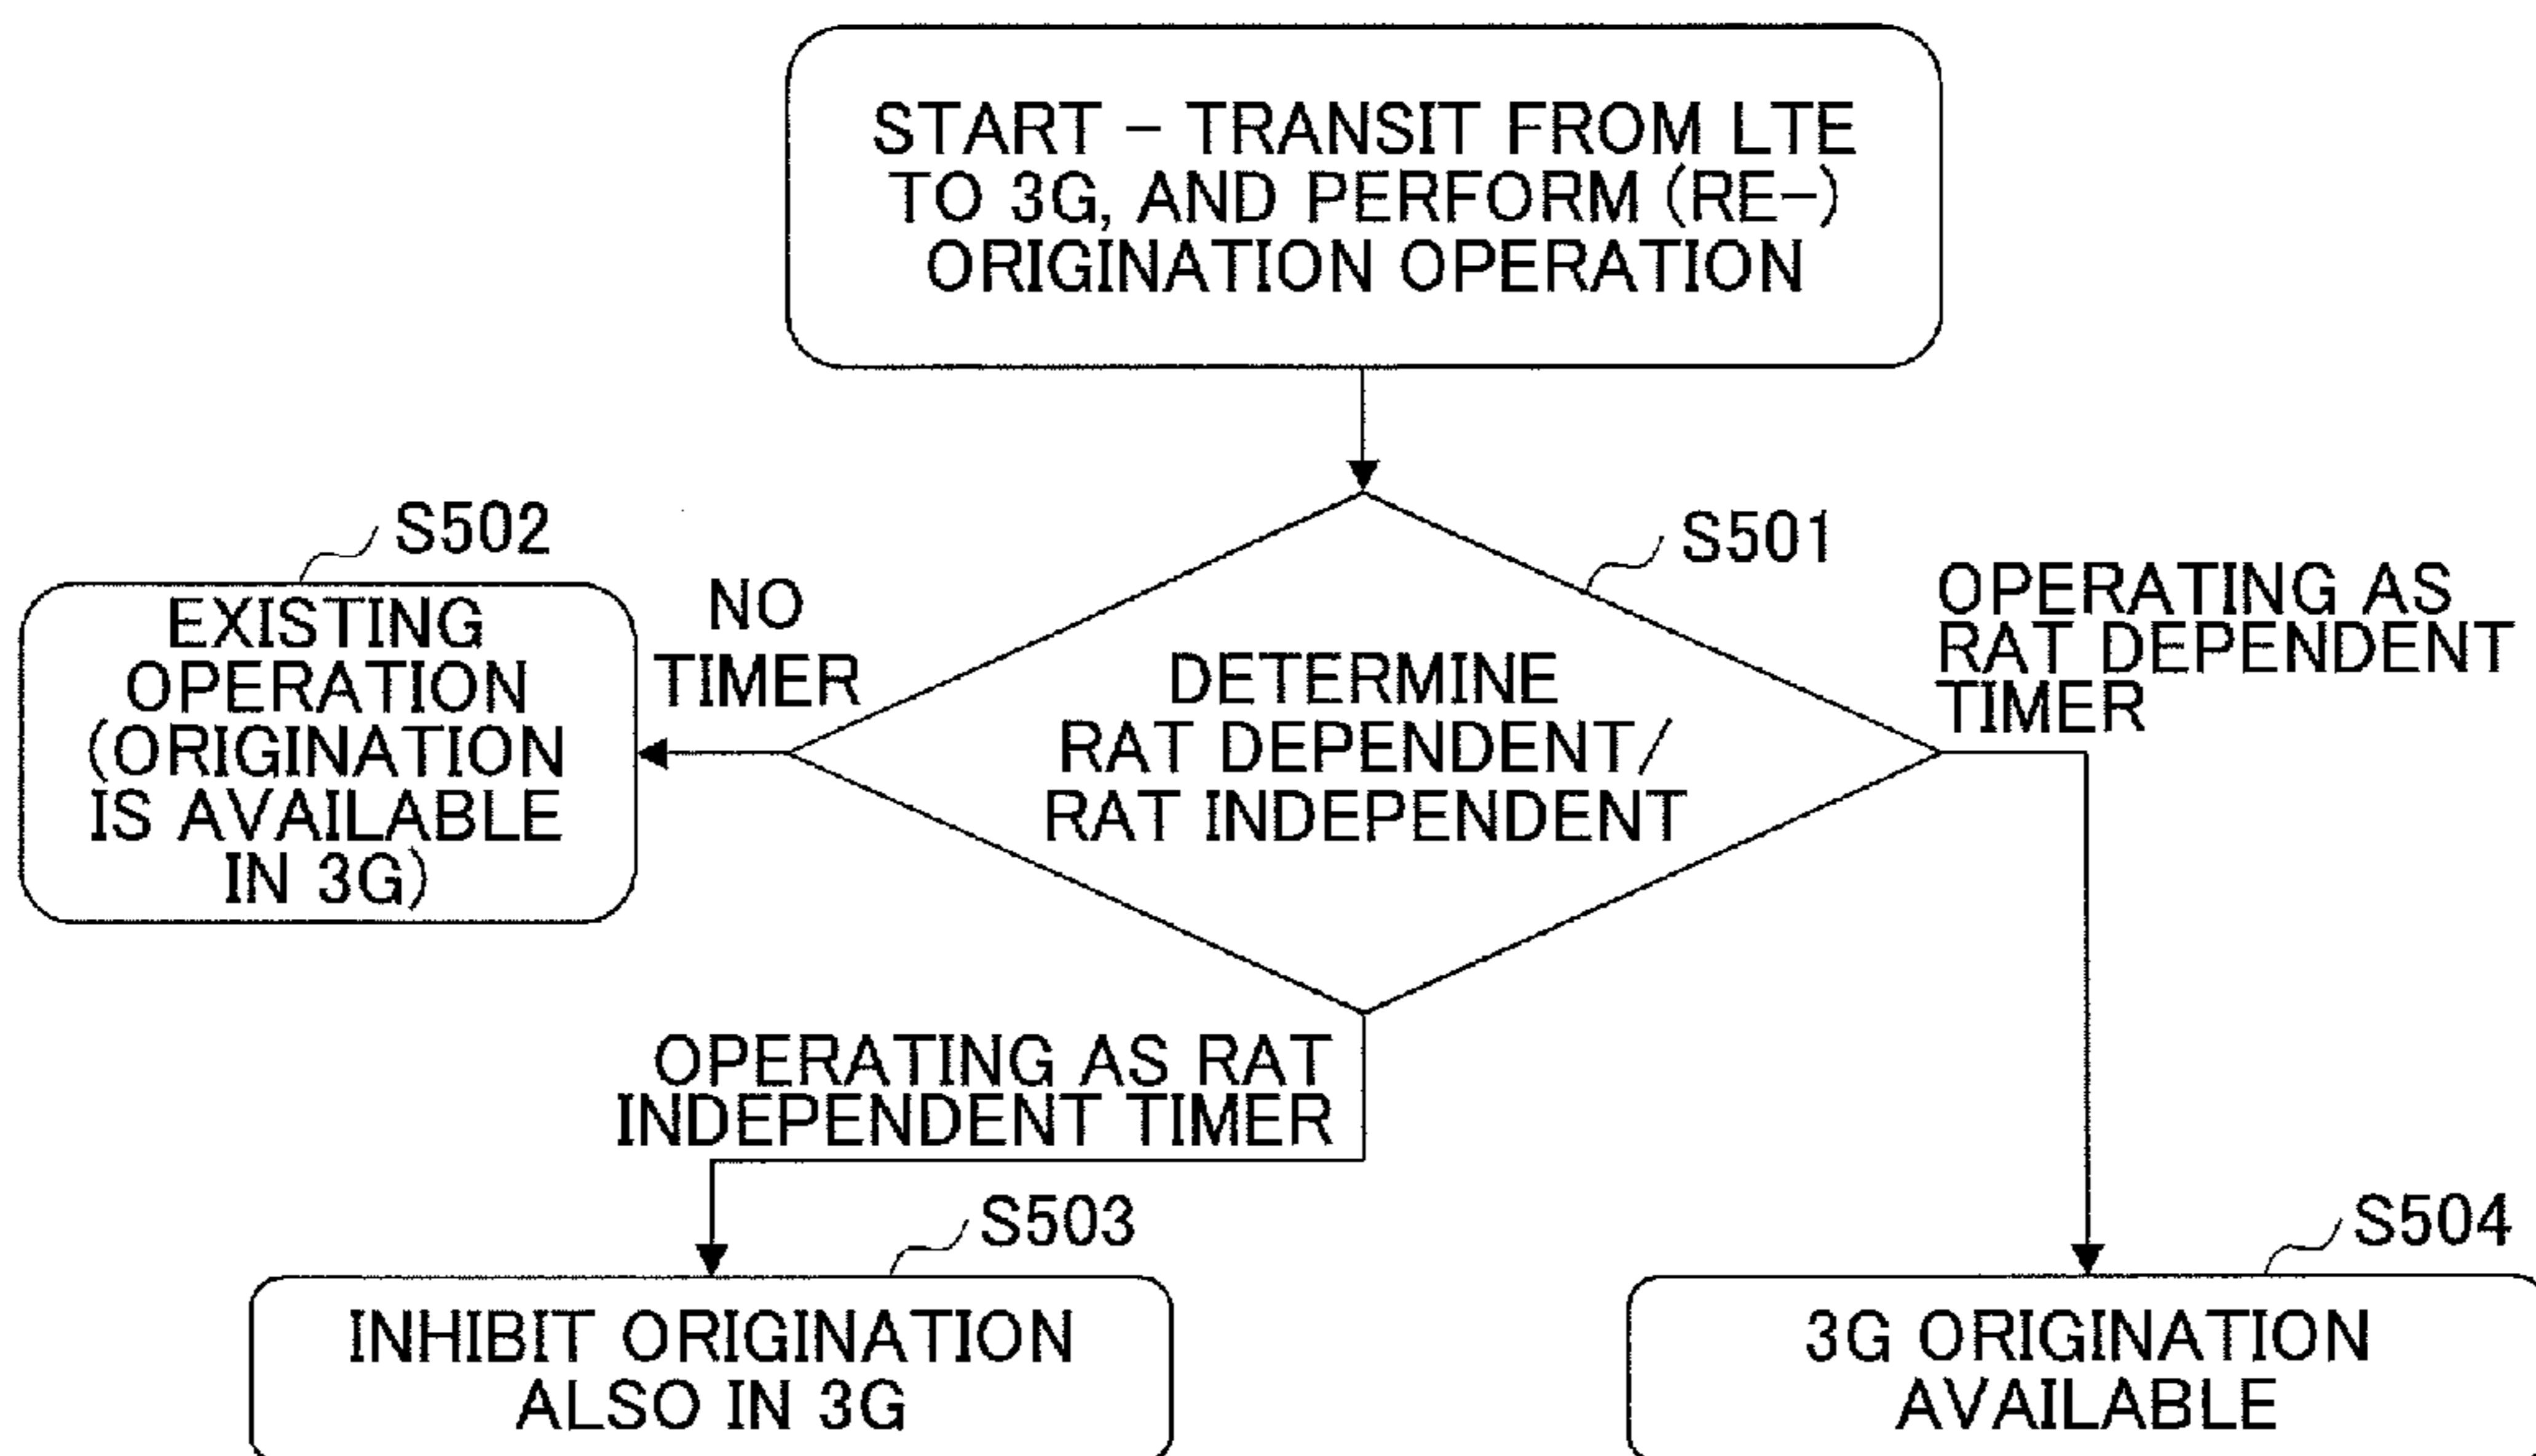 START – TRANSIT FROM LTE
TO 3G, AND PERFORM (RE–)
ORIGINATION OPERATION
S502
EXISTING
OPERATION
(ORIGINATION
IS AVAILABLE
IN 3G)
NO
TIMER
S501
DETERMINE
RAT DEPENDENT/
RAT INDEPENDENT
OPERATING AS
RAT DEPENDENT
TIMER
OPERATING AS RAT
INDEPENDENT TIMER
S503
INHIBIT ORIGINATION
ALSO IN 3G
S504
3G ORIGINATION
AVAILABLE